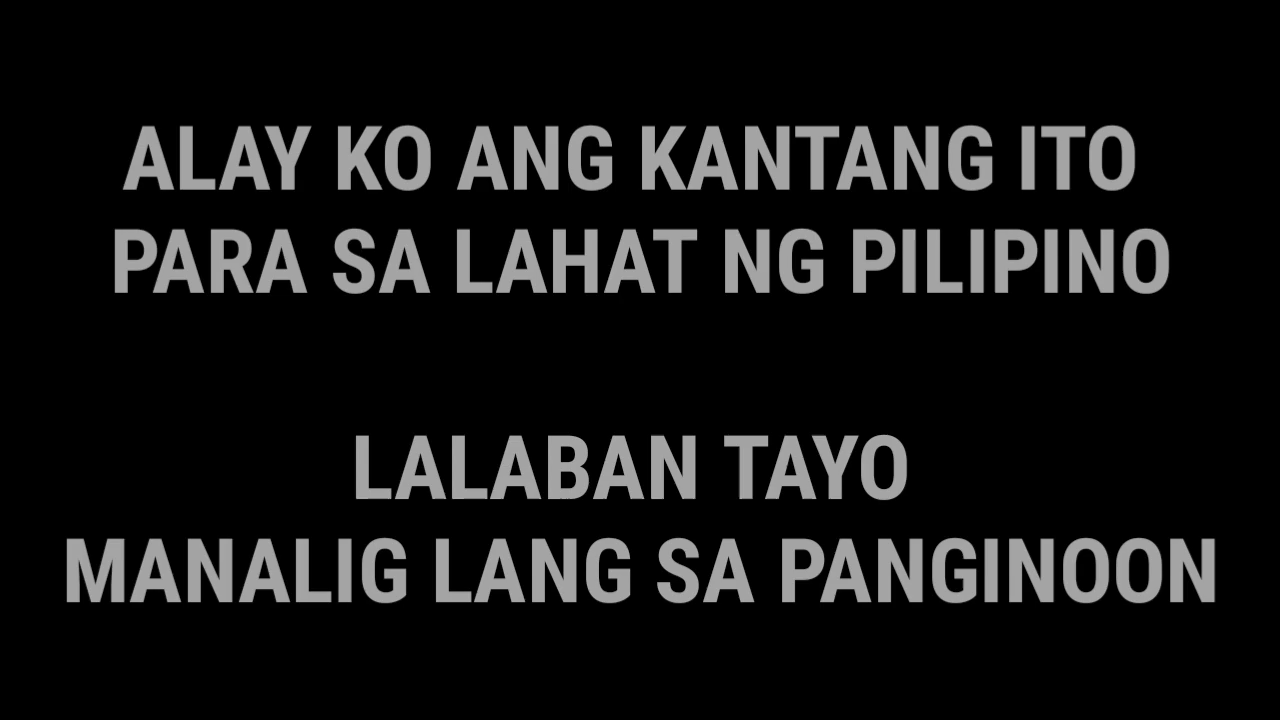 ALAY KO ANG KANTANG ITO
PARA SA LAHAT NG PILIPINO
LALABAN TAYO
MANALIG LANG SA PANGINOON